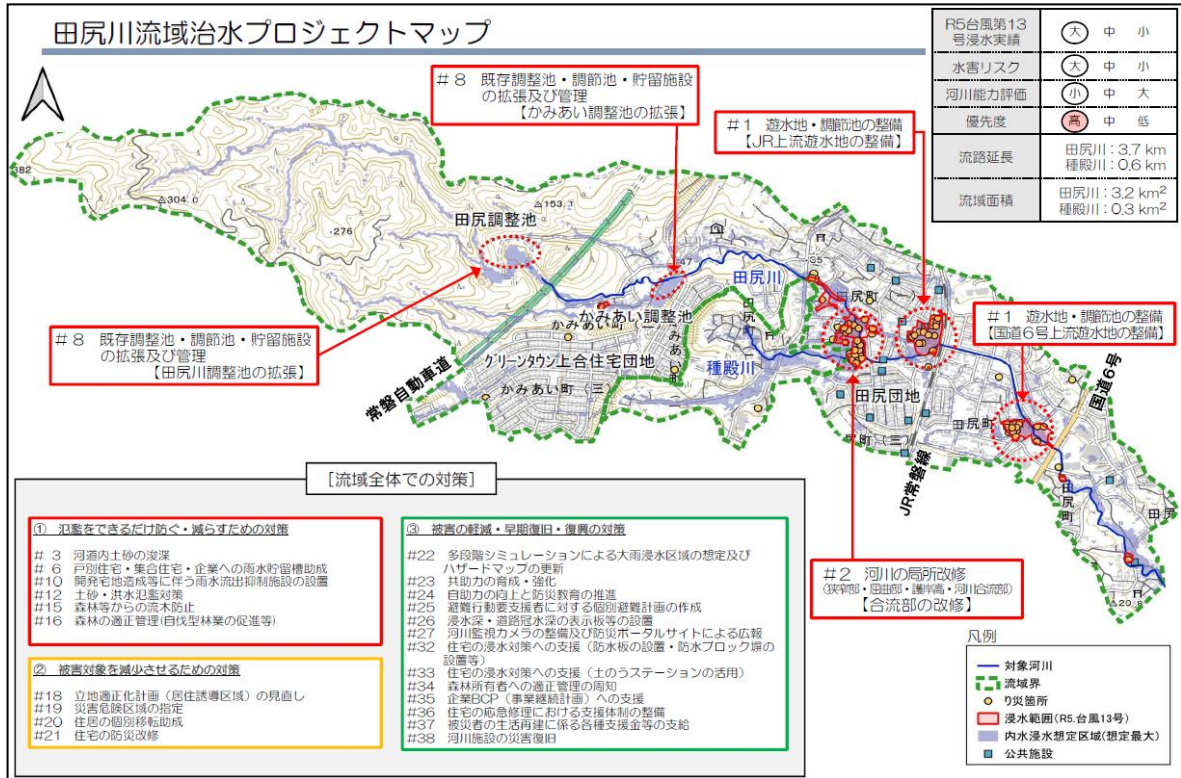 田尻川流域治水プロジェクトマップ
R5台風第13
号浸水実績
大 中 小
水害リスク
大 中 小
河川能力評価
小 中 大
優先度
高 中 低
流路延長
田尻川：3.7 km
種殿川：0.6 km
流域面積
田尻川：3.2 km²
種殿川：0.3 km²
#8 既存調整池・調節池・貯留施設
の拡張及び管理
【かみあい調整池の拡張】
#1 遊水地・調節池の整備
【JR上流遊水地の整備】
382
△304.0
・276
△153.1
田尻調整池
47
35
田尻川
田尻町
かみあい調整池
#8 既存調整池・調節池・貯留施設
の拡張及び管理
【田尻川調整池の拡張】
#1 遊水地・調節池の整備
【国道6号上流遊水地の整備】
かみあい町
グリーンタウン上合住宅団地
かみあい町（三）
常磐自動車道
田尻町
種殿川
田尻団地
田尻町
国道6号
JR常磐線
田尻町
田尻
△20.8
#2 河川の局所改修
(狭窄部・屈曲部・護岸高・河川合流部)
【合流部の改修】
[流域全体での対策]
① 氾濫をできるだけ防ぐ・減らすための対策
# 3 河道内土砂の浚渫
# 6 戸別住宅・集合住宅・企業への雨水貯留槽助成
#10 開発宅地造成等に伴う雨水流出抑制施設の設置
#12 土砂・洪水氾濫対策
#15 森林等からの流木防止
#16 森林の適正管理(自伐型林業の促進等)
② 被害対象を減少させるための対策
#18 立地適正化計画（居住誘導区域）の見直し
#19 災害危険区域の指定
#20 住居の個別移転助成
#21 住宅の防災改修
③ 被害の軽減・早期復旧・復興の対策
#22 多段階シミュレーションによる大雨浸水区域の想定及び
ハザードマップの更新
#23 共助力の育成・強化
#24 自助力の向上と防災教育の推進
#25 避難行動要支援者に対する個別避難計画の作成
#26 浸水深・道路冠水深の表示板等の設置
#27 河川監視カメラの整備及び防災ポータルサイトによる広報
#32 住宅の浸水対策への支援（防水板の設置・防水ブロック塀の
設置等）
#33 住宅の浸水対策への支援（土のうステーションの活用）
#34 森林所有者への適正管理の周知
#35 企業BCP（事業継続計画）への支援
#36 住宅の応急修理における支援体制の整備
#37 被災者の生活再建に係る各種支援金等の支給
#38 河川施設の災害復旧
凡例
対象河川
流域界
り災箇所
浸水範囲(R5.台風13号)
内水浸水想定区域(想定最大)
公共施設